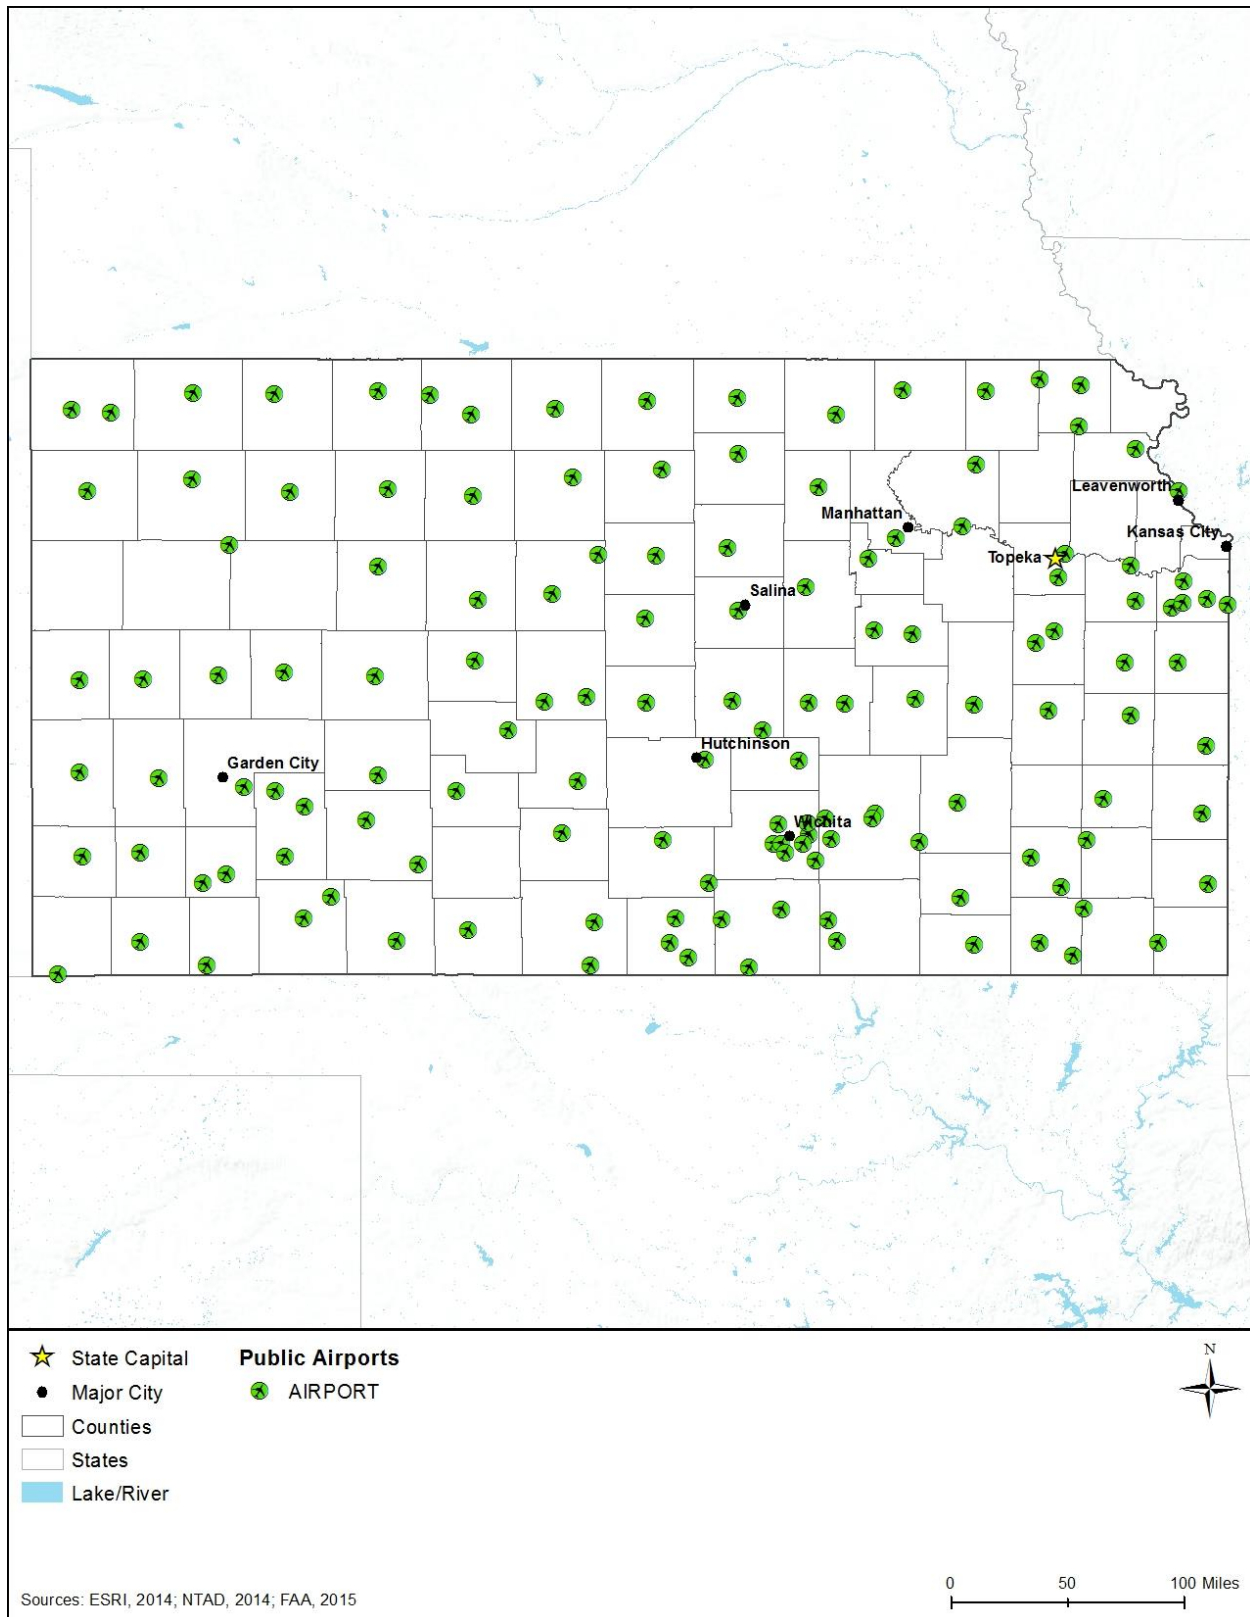 Leavenworth
Manhattan
Kansas City
Topeka
Salina
Hutchinson
Garden City
Wichita
State Capital
Public Airports
Major City
AIRPORT
Counties
States
Lake/River
N
Sources: ESRI, 2014; NTAD, 2014; FAA, 2015
0 50 100 Miles